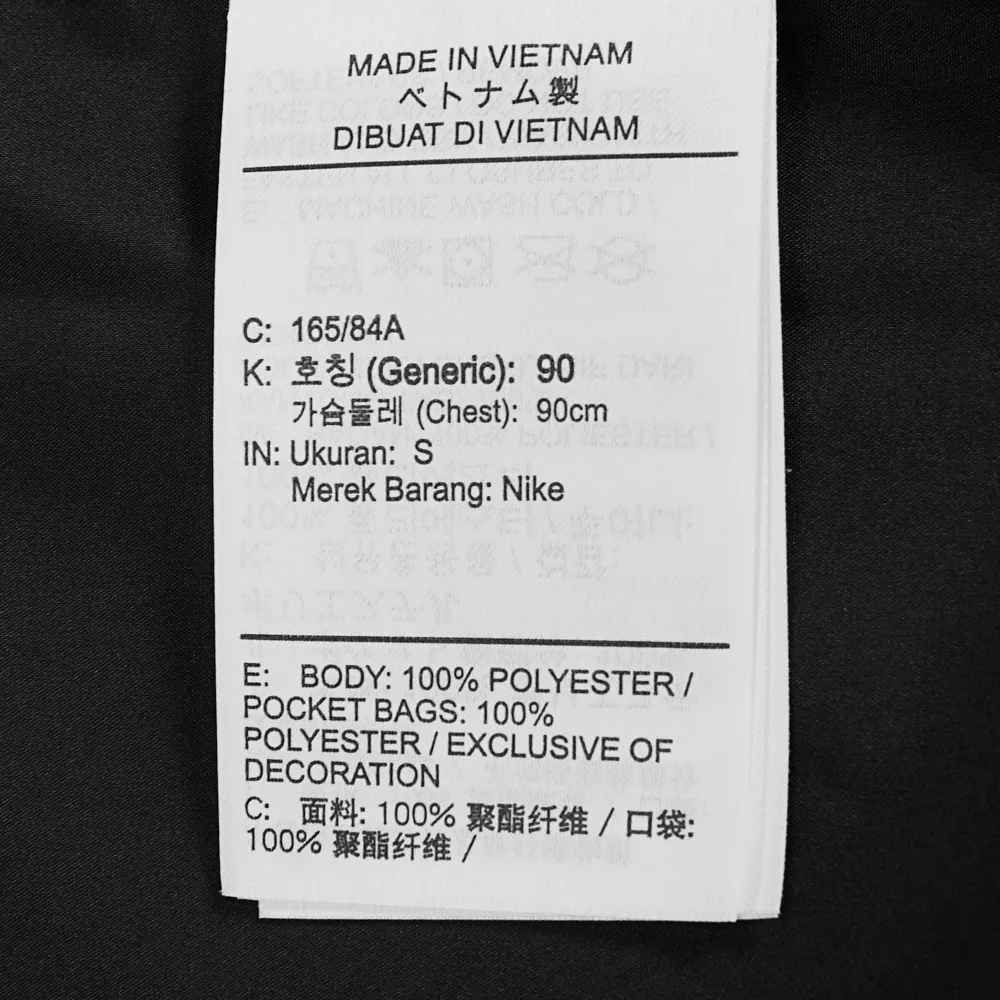 MADE IN VIETNAM
ベトナム製
DIBUAT DI VIETNAM
C: 165/84A
K: 호칭 (Generic): 90
가슴둘레 (Chest): 90cm
IN: Ukuran: S
Merek Barang: Nike
E: BODY: 100% POLYESTER /
POCKET BAGS: 100%
POLYESTER / EXCLUSIVE OF
DECORATION
C: 面料: 100% 聚酯纤维 / 口袋:
100% 聚酯纤维 /